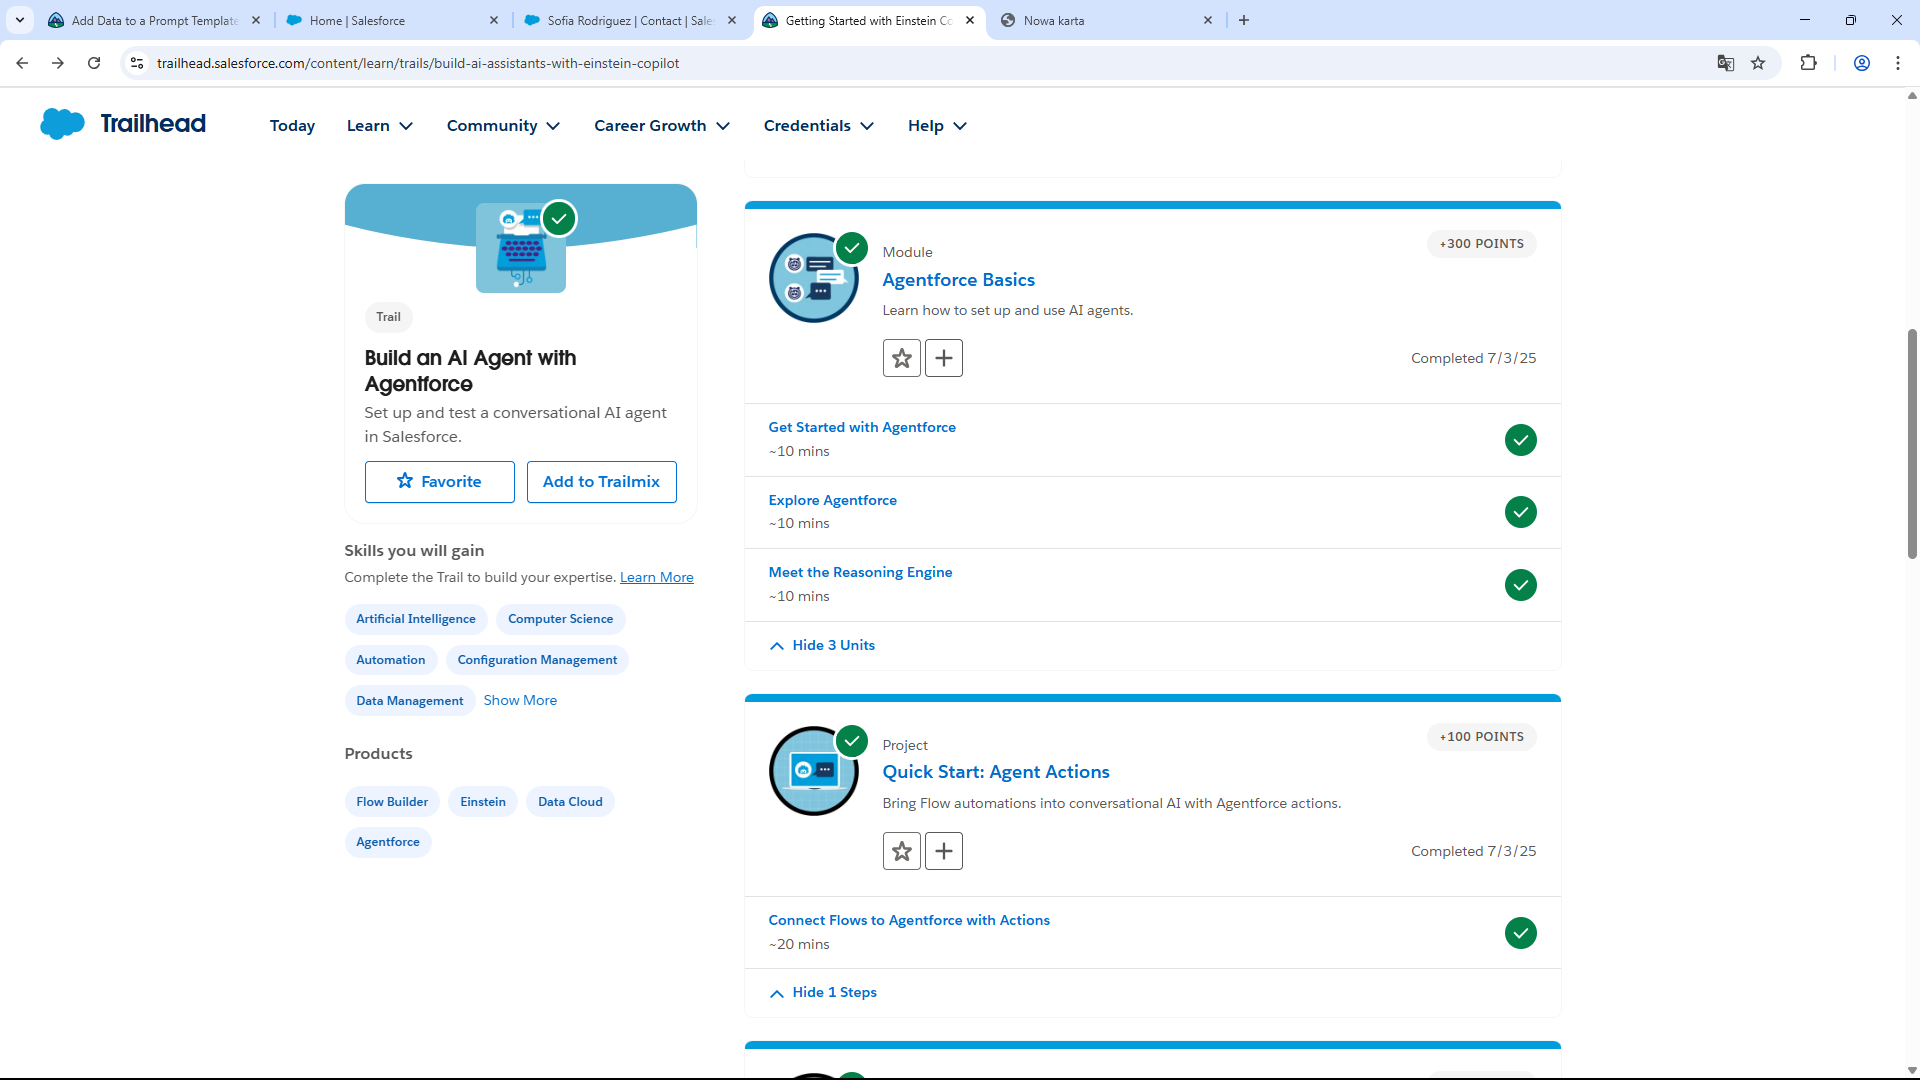 Add Data to a Prompt Template
Home | Salesforce
Sofia Rodriguez | Contact | Sales
Getting Started with Einstein Co
Nowa karta
trailhead.salesforce.com/content/learn/trails/build-ai-assistants-with-einstein-copilot
Trailhead
Today
Learn
Community
Career Growth
Credentials
Help
Trail
Build an AI Agent with
Agentforce
Set up and test a conversational AI agent
in Salesforce.
Favorite
Add to Trailmix
Skills you will gain
Complete the Trail to build your expertise. Learn More
Artificial Intelligence
Computer Science
Automation
Configuration Management
Data Management
Show More
Products
Flow Builder
Einstein
Data Cloud
Agentforce
Module
+300 POINTS
Agentforce Basics
Learn how to set up and use AI agents.
Completed 7/3/25
Get Started with Agentforce
~10 mins
Explore Agentforce
~10 mins
Meet the Reasoning Engine
~10 mins
Hide 3 Units
Project
+100 POINTS
Quick Start: Agent Actions
Bring Flow automations into conversational AI with Agentforce actions.
Completed 7/3/25
Connect Flows to Agentforce with Actions
~20 mins
Hide 1 Steps